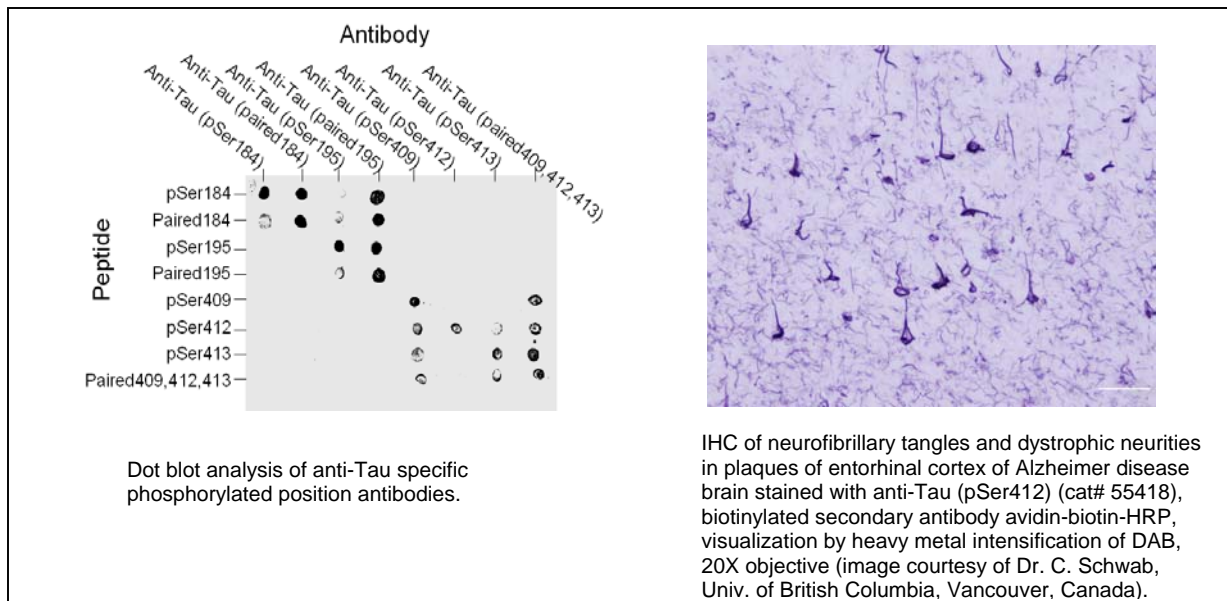 Antibody
Anti-Tau (pSer184)
Anti-Tau (paired184)
Anti-Tau (pSer195)
Anti-Tau (paired195)
Anti-Tau (pSer409)
Anti-Tau (pSer412)
Anti-Tau (pSer413)
Anti-Tau (paired409,412,413)
Peptide
pSer184
Paired184
pSer195
Paired195
pSer409
pSer412
pSer413
Paired409,412,413
Dot blot analysis of anti-Tau specific
phosphorylated position antibodies.
IHC of neurofibrillary tangles and dystrophic neurities
in plaques of entorhinal cortex of Alzheimer disease
brain stained with anti-Tau (pSer412) (cat# 55418),
biotinylated secondary antibody avidin-biotin-HRP,
visualization by heavy metal intensification of DAB,
20X objective (image courtesy of Dr. C. Schwab,
Univ. of British Columbia, Vancouver, Canada).